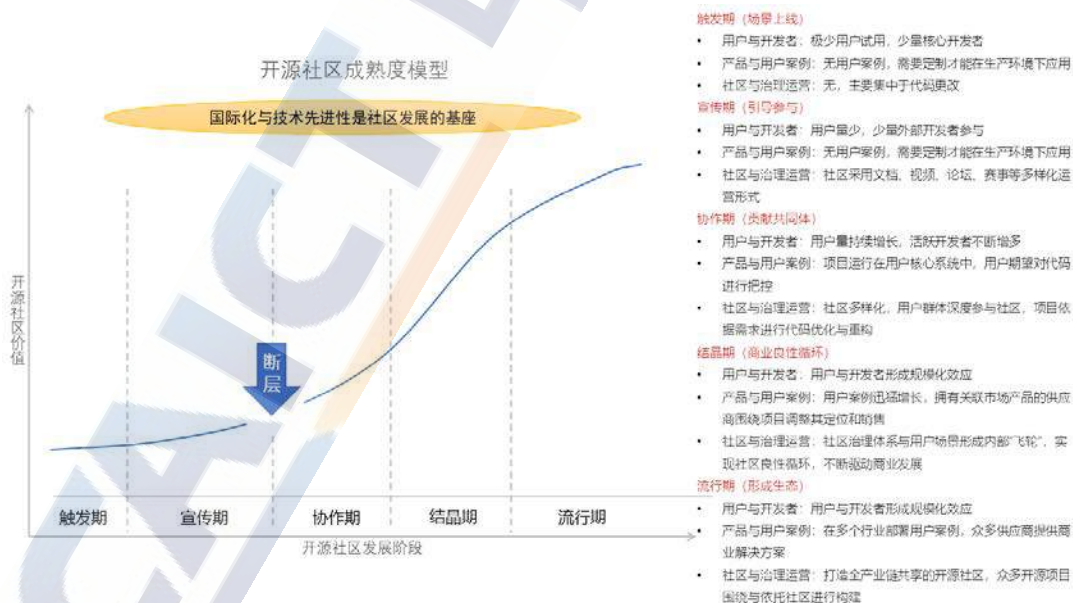 开源社区成熟度模型
国际化与技术先进性是社区发展的基座
开源社区价值
断
层
触发期
宣传期
协作期
结晶期
流行期
开源社区发展阶段
触发期（场景上线）
• 用户与开发者：极少用户试用，少量核心开发者
• 产品与用户案例：无用户案例，需要定制才能在生产环境下应用
• 社区与治理运营：无，主要集中于代码更改
宣传期（引导参与）
• 用户与开发者：用户量少，少量外部开发者参与
• 产品与用户案例：无用户案例，需要定制才能在生产环境下应用
• 社区与治理运营：社区采用文档、视频、论坛、赛事等多样化运
营形式
协作期（贡献共同体）
• 用户与开发者：用户量持续增长，活跃开发者不断增多
• 产品与用户案例：项目运行在用户核心系统中，用户期望对代码
进行把控
• 社区与治理运营：社区多样化，用户群体深度参与社区，项目依
据需求进行代码优化与重构
结晶期（商业良性循环）
• 用户与开发者：用户与开发者形成规模化效应
• 产品与用户案例：用户案例迅猛增长，拥有关联市场产品的供应
商围绕项目调整其定位和销售
• 社区与治理运营：社区治理体系与用户场景形成内部“飞轮”，实
现社区良性循环，不断驱动商业发展
流行期（形成生态）
• 用户与开发者：用户与开发者形成规模化效应
• 产品与用户案例：在多个行业部署用户案例，众多供应商提供商
业解决方案
• 社区与治理运营：打造全产业链共享的开源社区，众多开源项目
围绕与依托社区进行构建
CAICT